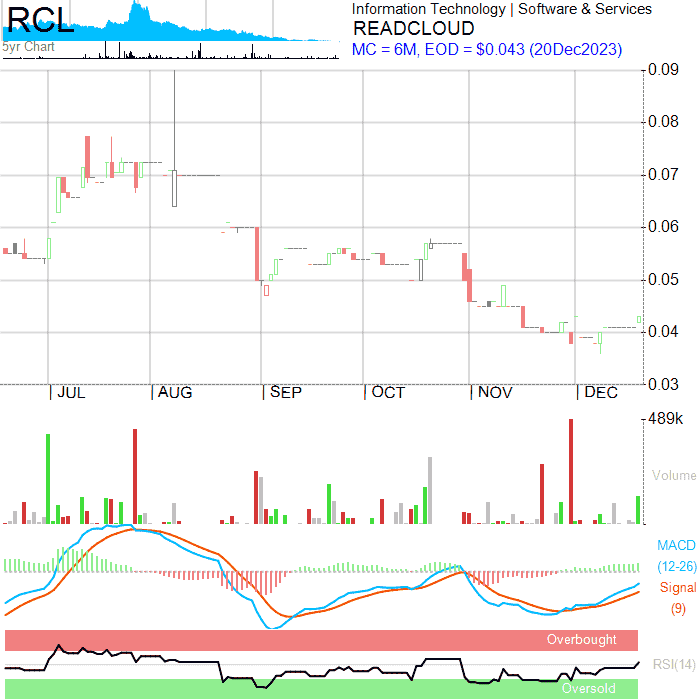 RCL
5yr Chart
Information Technology | Software & Services
READCLOUD
MC = 6M, EOD = $0.043 (20Dec2023)
0.09
0.08
0.07
0.06
0.05
0.04
0.03
JUL
AUG
SEP
OCT
NOV
DEC
489k
Volume
MACD
(12-26)
Signal
(9)
Overbought
RSI(14)
Oversold